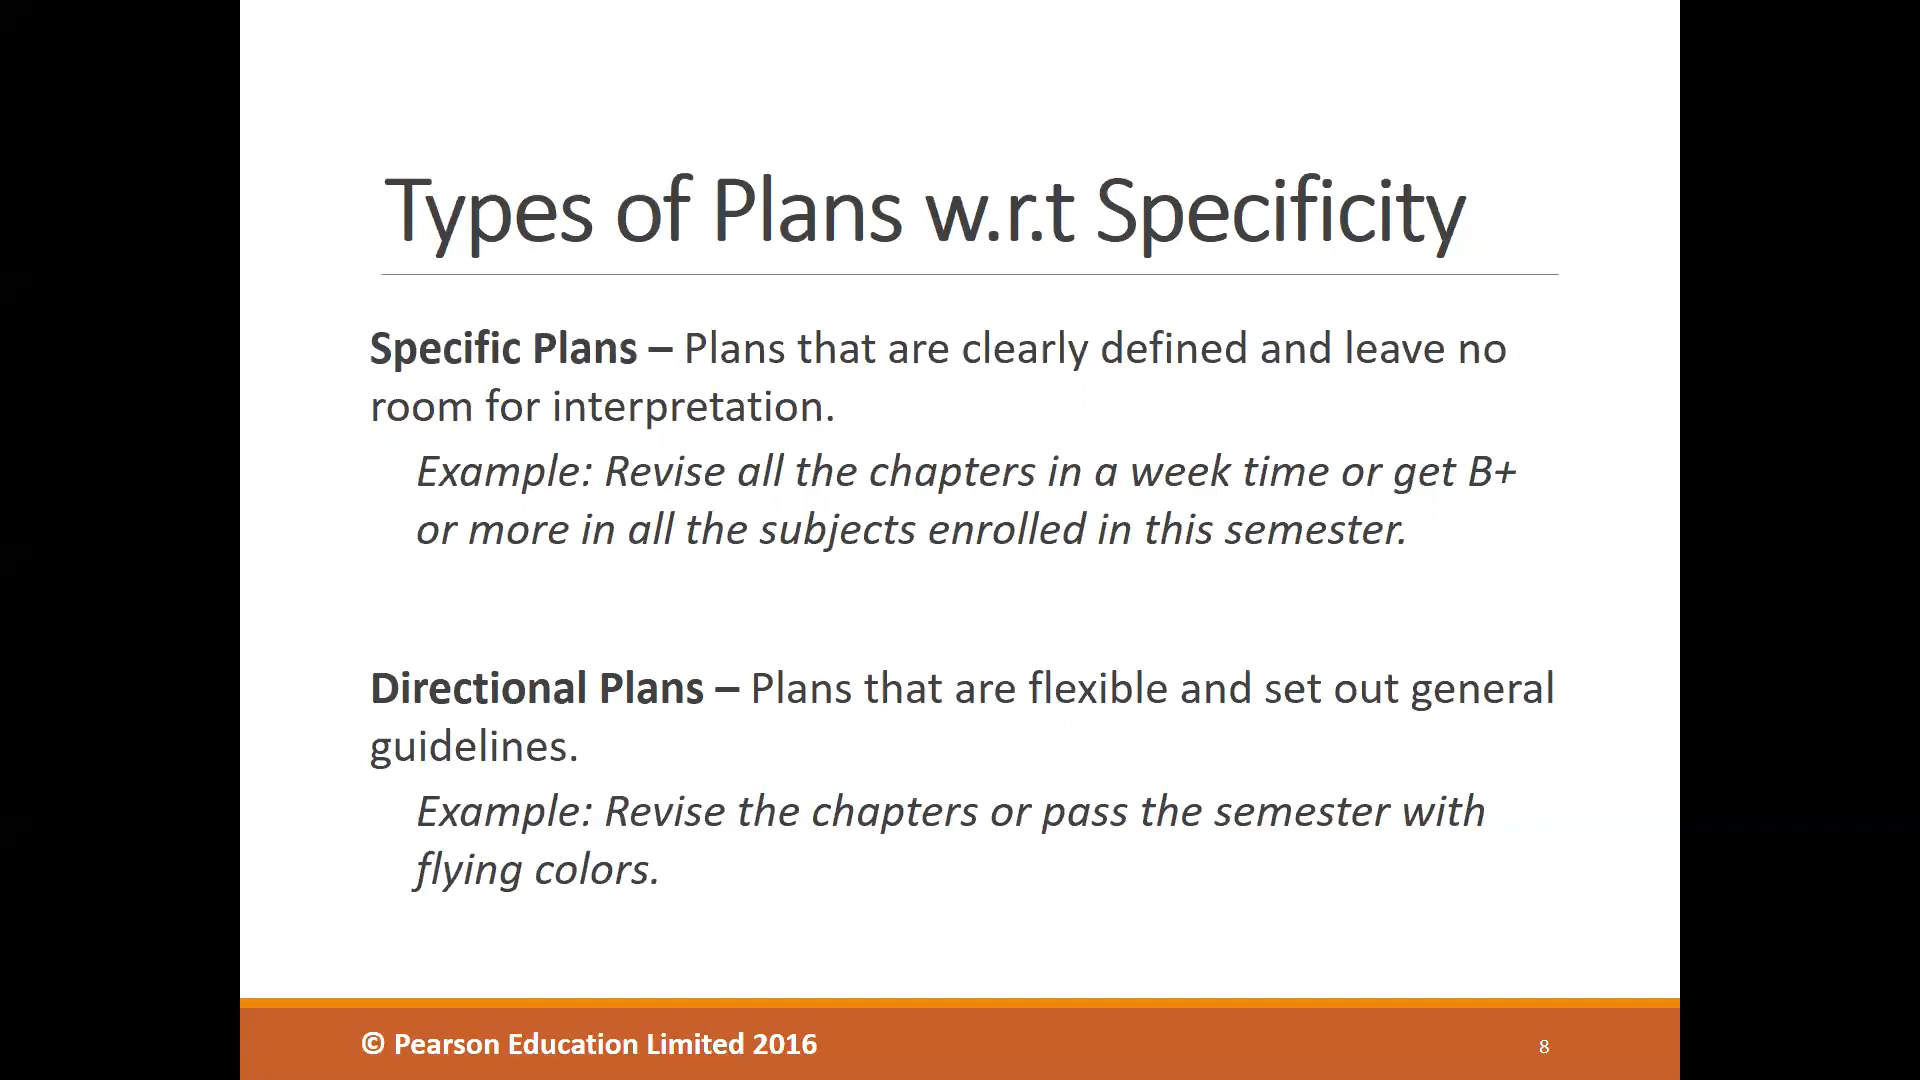 Types of Plans w.r.t Specificity
Specific Plans – Plans that are clearly defined and leave no
room for interpretation.
Example: Revise all the chapters in a week time or get B+
or more in all the subjects enrolled in this semester.
Directional Plans – Plans that are flexible and set out general
guidelines.
Example: Revise the chapters or pass the semester with
flying colors.
© Pearson Education Limited 2016
8